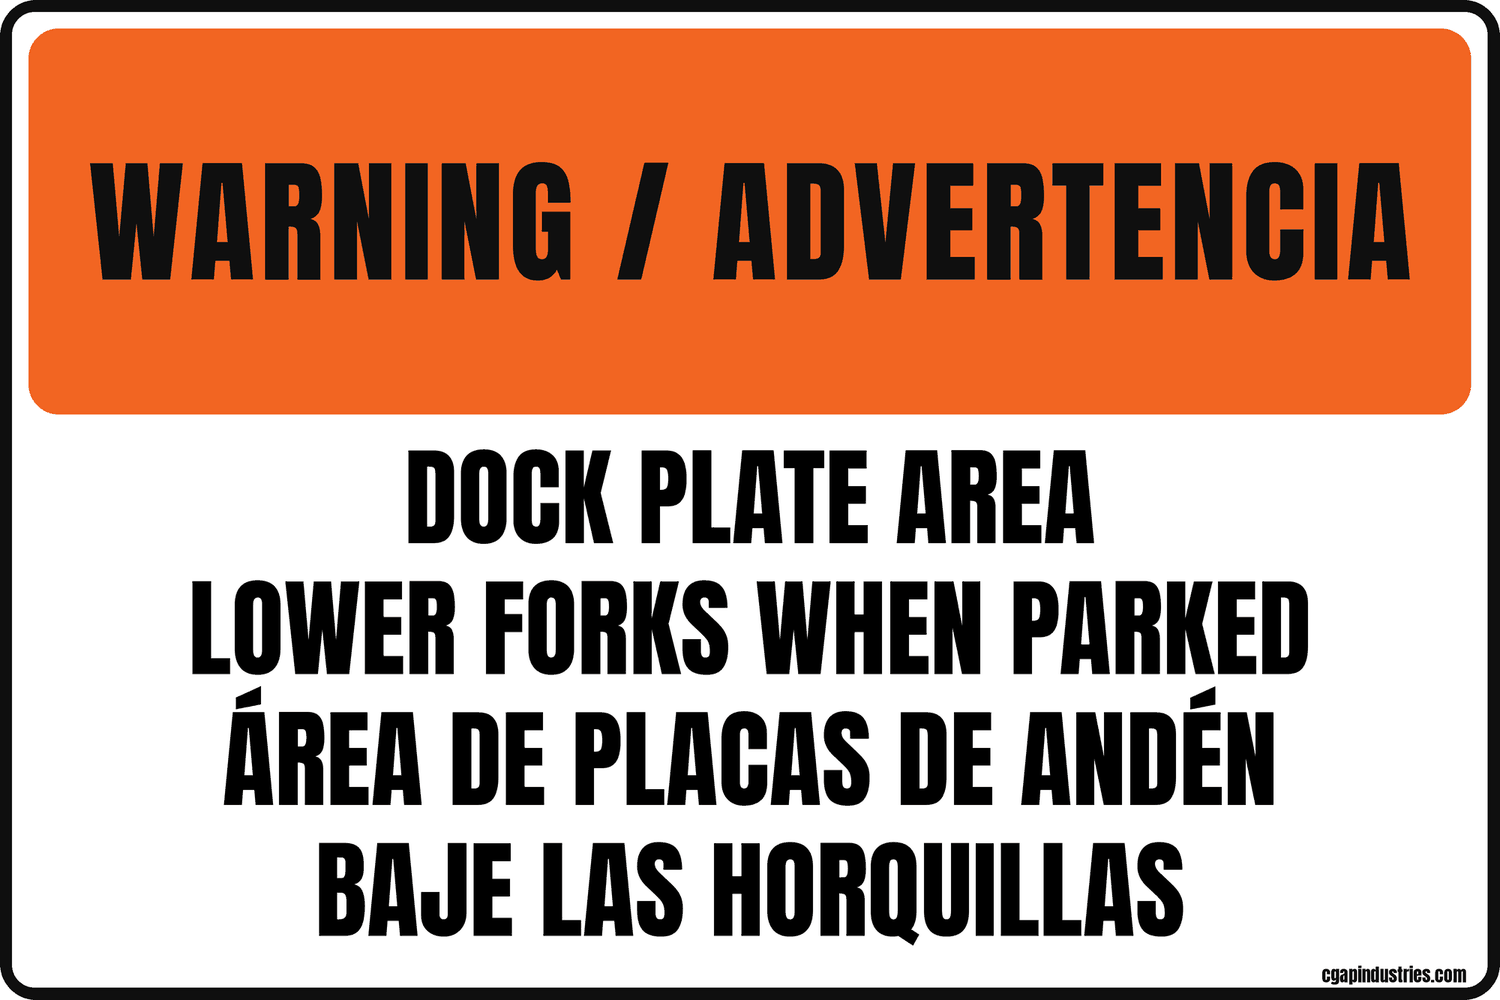 WARNING / ADVERTENCIA
DOCK PLATE AREA
LOWER FORKS WHEN PARKED
ÁREA DE PLACAS DE ANDÉN
BAJE LAS HORQUILLAS
cgapindustries.com